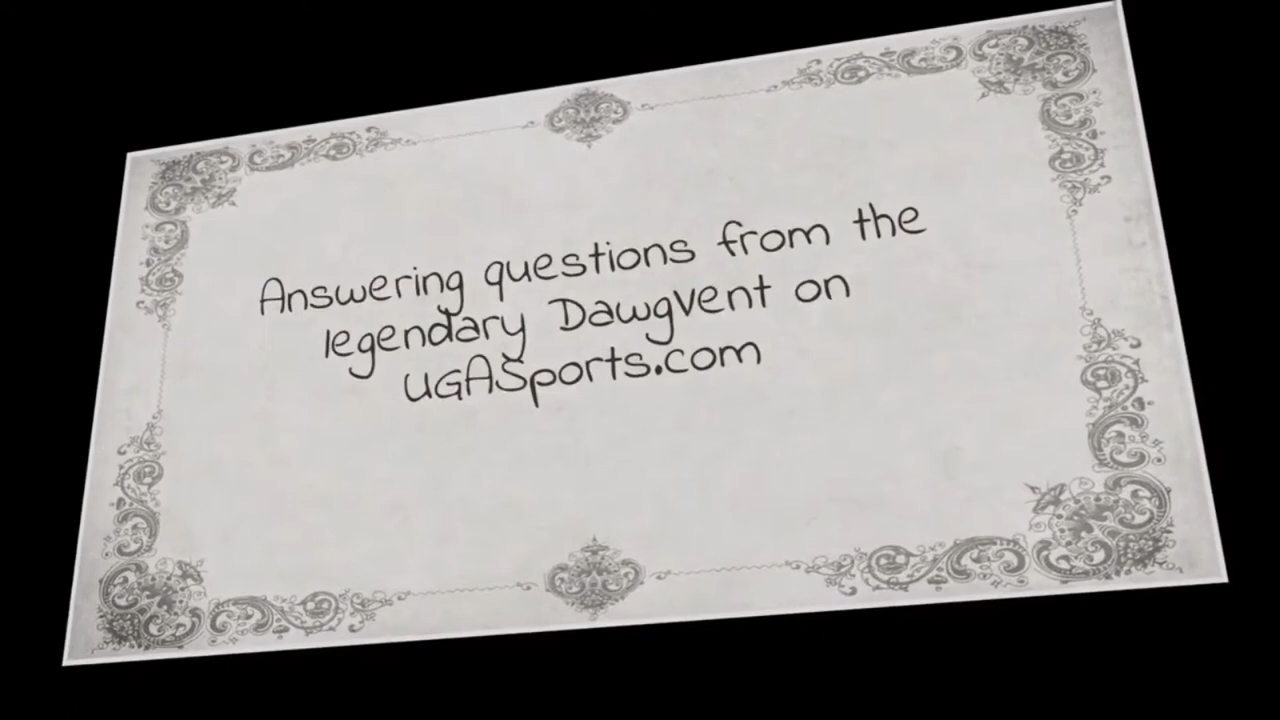 Answering questions from the
legendary DawgVent on
UGASports.com